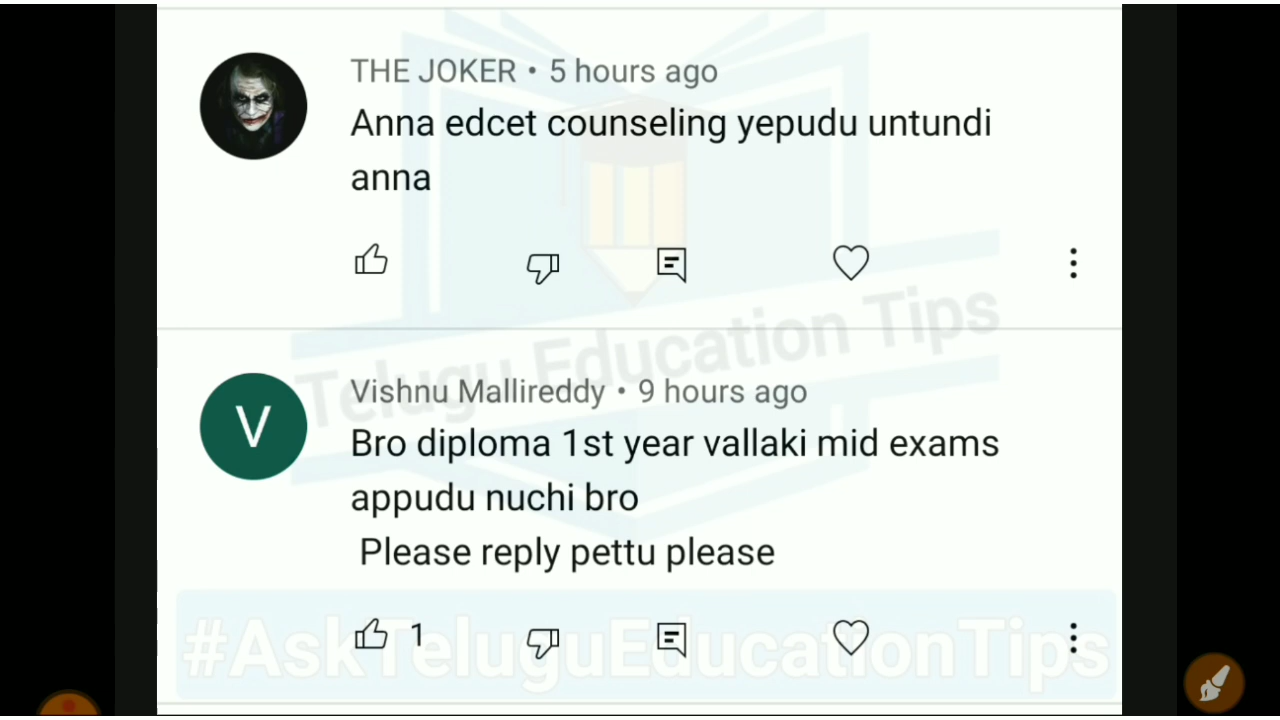 THE JOKER • 5 hours ago
Anna edcet counseling yepudu untundi
anna
Telugu Education Tips
Vishnu Mallireddy • 9 hours ago
V
Bro diploma 1st year vallaki mid exams
appudu nuchi bro
Please reply pettu please
1
#AskTeluguEducationTips